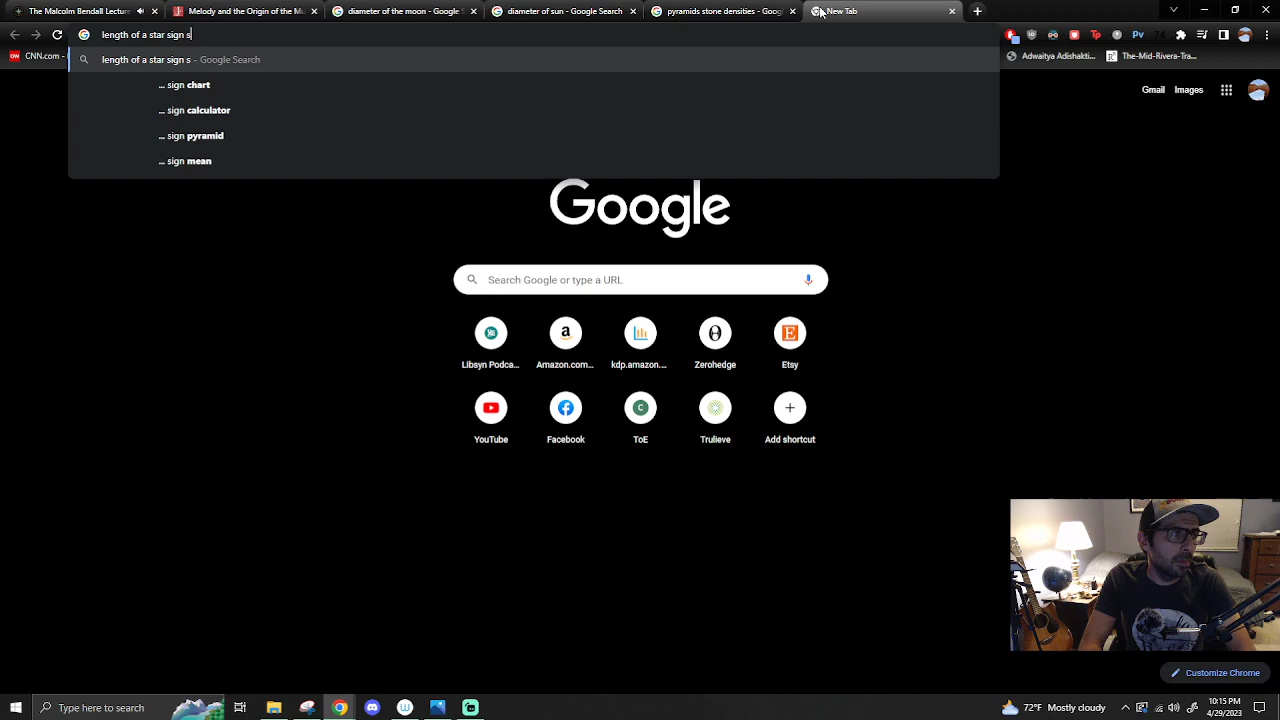 Malcolm Bendall Lecture
Melody and the Origin of the Mu
diameter of the moon - Google S
diameter of sun - Google Search
pyramid stone densities - Goog
New Tab
length of a star sign s
CNN.com -
Adwaita Adishakti...
The-Mid-Rivera-Tra...
length of a star sign s - Google Search
... sign chart
... sign calculator
... sign pyramid
... sign mean
Gmail Images
Google
Search Google or type a URL
Libsyn Podca...
Amazon.com...
kdp.amazon....
Zerohedge
Etsy
YouTube
Facebook
ToE
Trulieve
Add shortcut
Customize Chrome
Type here to search
72°F Mostly cloudy
10:15 PM
4/29/2023